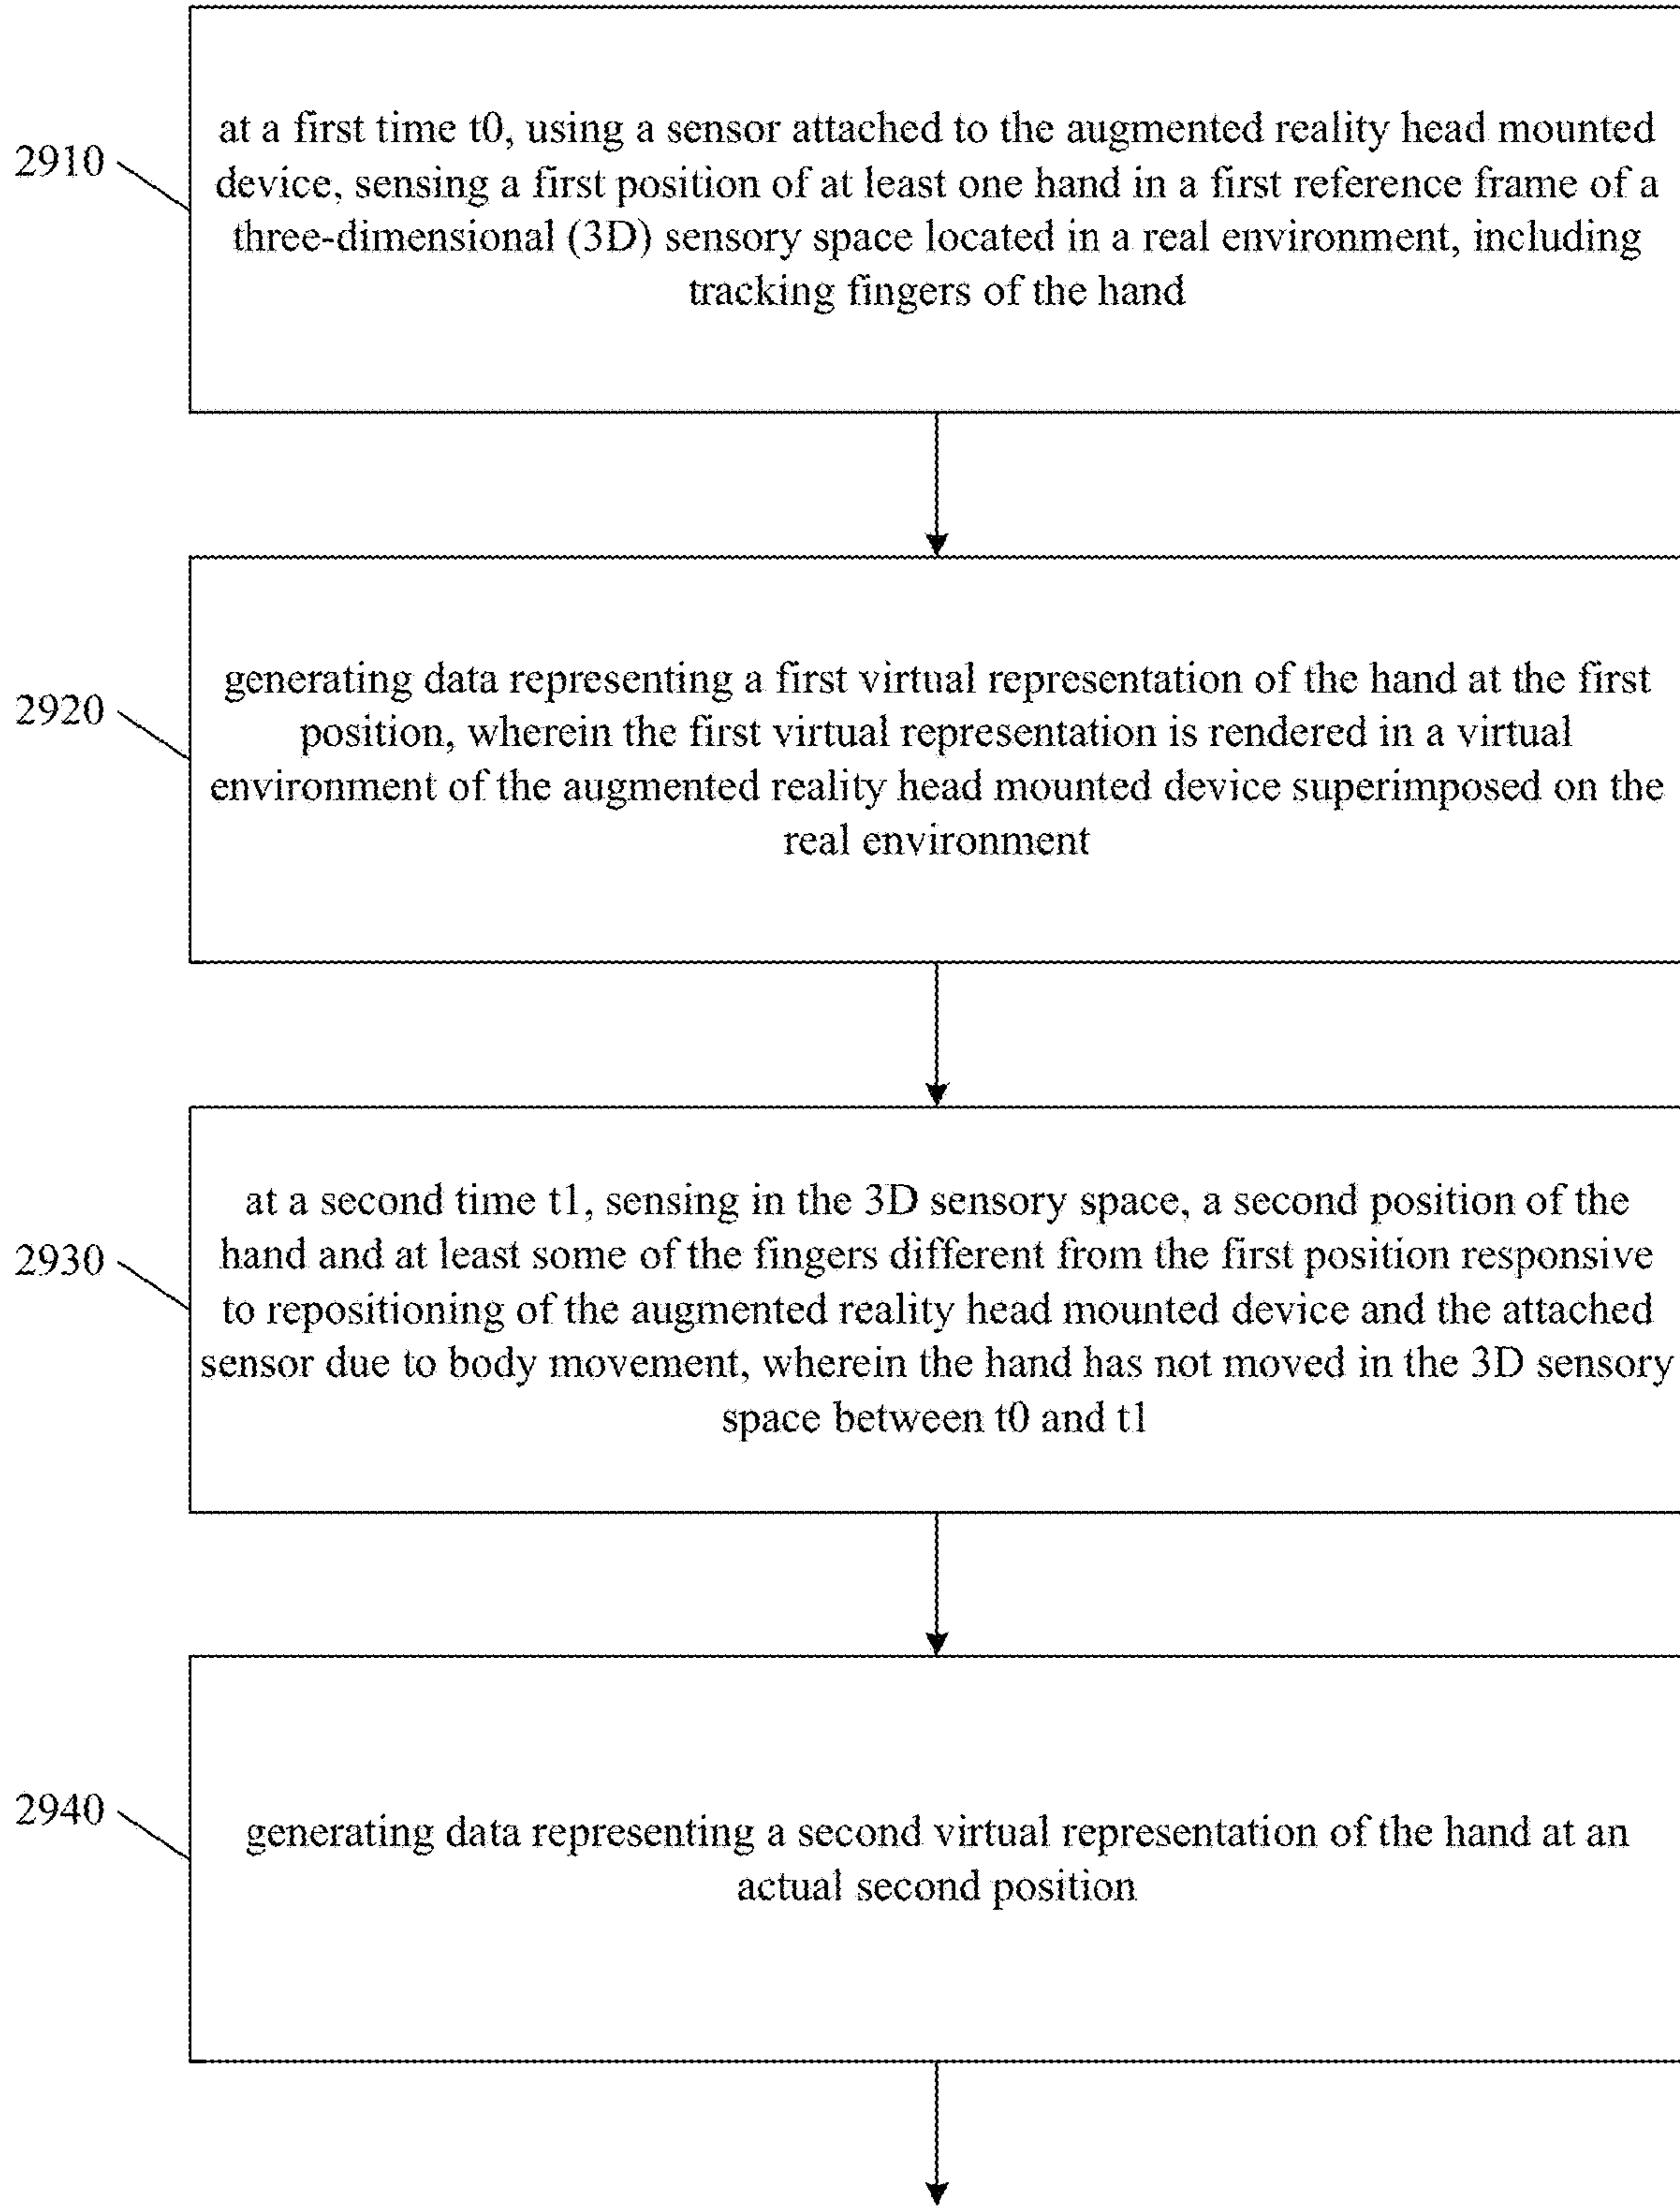 2910
at a first time t0, using a sensor attached to the augmented reality head mounted
device, sensing a first position of at least one hand in a first reference frame of a
three-dimensional (3D) sensory space located in a real environment, including
tracking fingers of the hand
2920
generating data representing a first virtual representation of the hand at the first
position, wherein the first virtual representation is rendered in a virtual
environment of the augmented reality head mounted device superimposed on the
real environment
2930
at a second time t1, sensing in the 3D sensory space, a second position of the
hand and at least some of the fingers different from the first position responsive
to repositioning of the augmented reality head mounted device and the attached
sensor due to body movement, wherein the hand has not moved in the 3D sensory
space between t0 and t1
2940
generating data representing a second virtual representation of the hand at an
actual second position